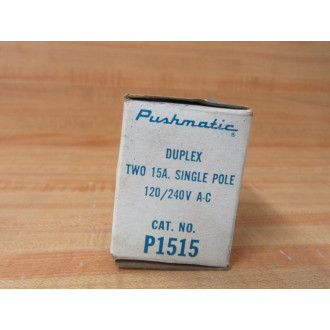 Pushmatic®
DUPLEX
TWO 15A. SINGLE POLE
120/240V A-C
CAT. NO.
P1515